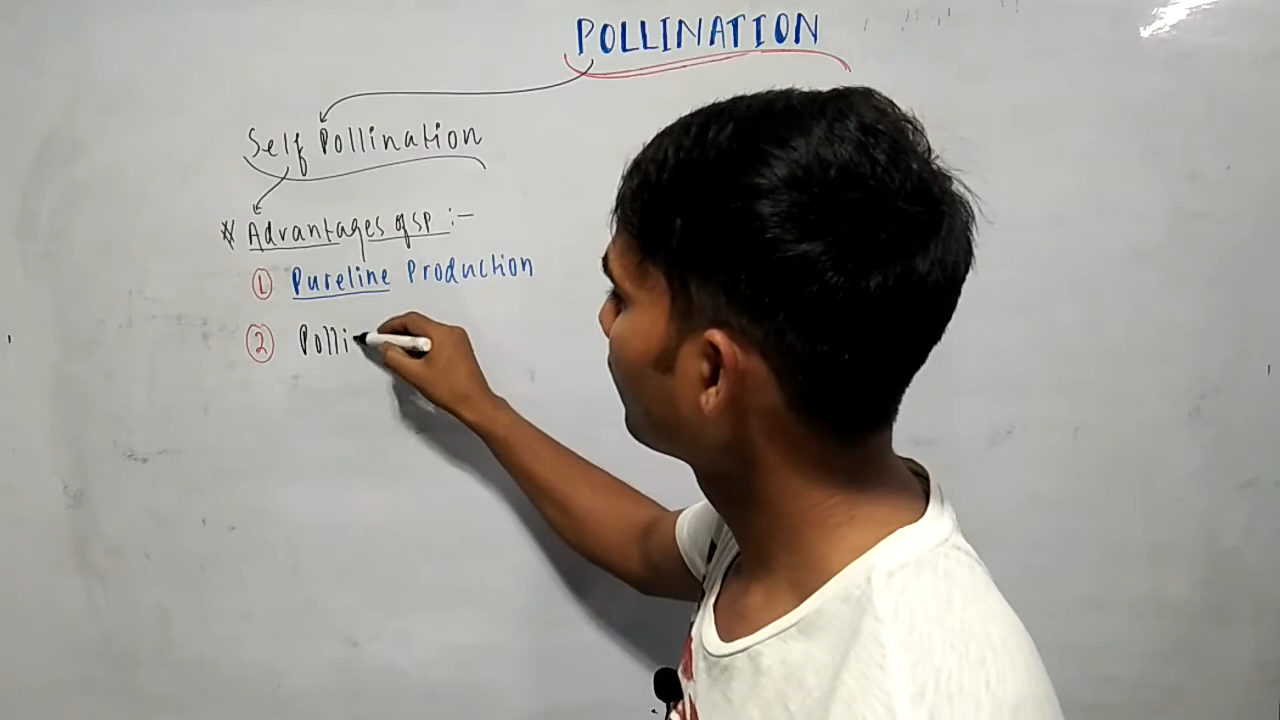 POLLINATION
Self Pollination
* Advantages of SP :-
① Pureline Production
② Polli